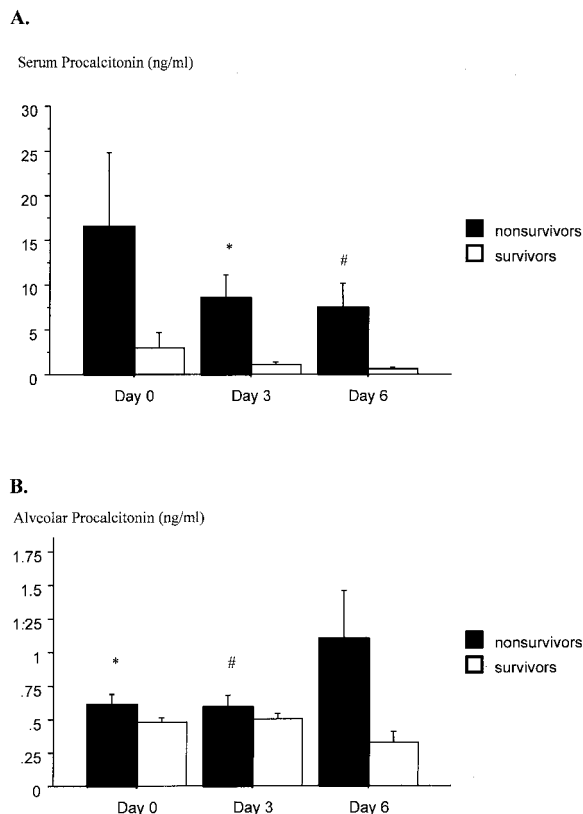 A.
Serum Procalcitonin (ng/ml)
30
25
20
15
10
5
0
*
#
nonsurvivors
survivors
Day 0 Day 3 Day 6
B.
Alveolar Procalcitonin (ng/ml)
1.75
1.5
1.25
1
.75
.5
.25
0
*
#
nonsurvivors
survivors
Day 0 Day 3 Day 6